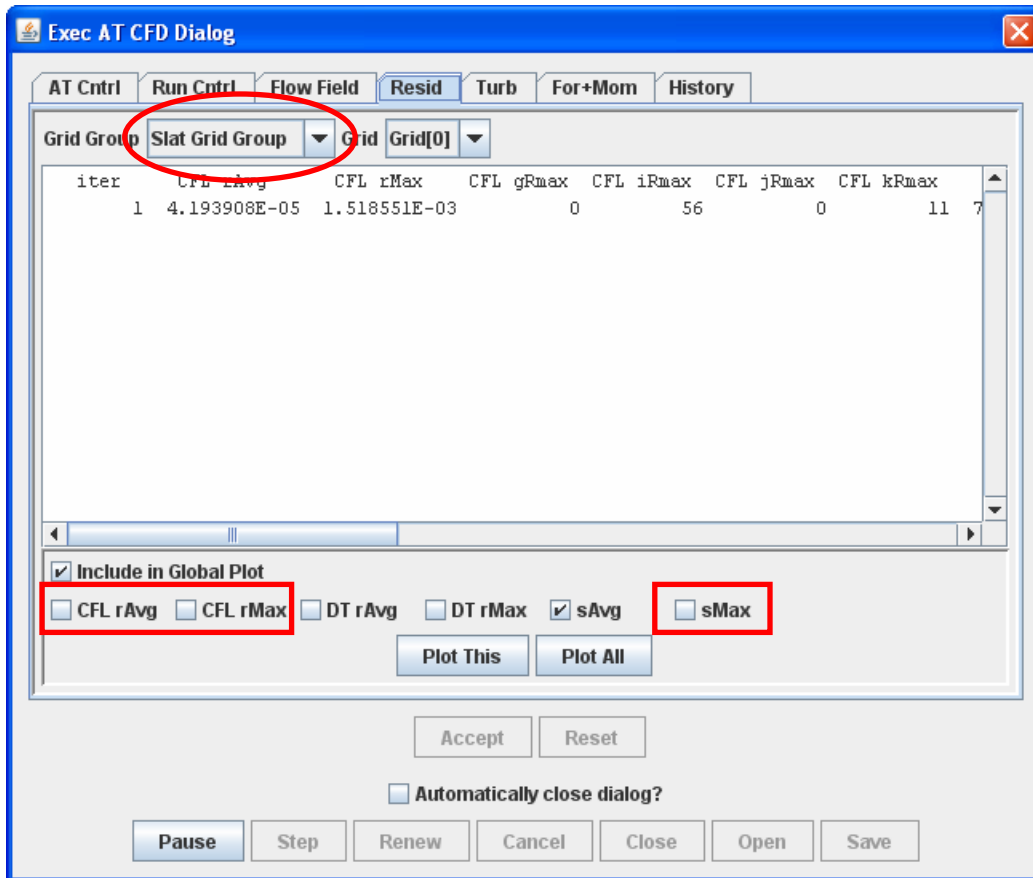 Exec AT CFD Dialog
AT Cntrl Run Cntrl Flow Field Resid Turb For+Mom History
Grid Group Slat Grid Group Grid Grid[0]
iter CFL rAvg CFL rMax CFL gRmax CFL iRmax CFL jRmax CFL kRmax
1 4.193908E-05 1.518551E-03 0 56 0 11 7
Include in Global Plot
CFL rAvg CFL rMax DT rAvg DT rMax sAvg sMax
Plot This Plot All
Accept Reset
Automatically close dialog?
Pause Step Renew Cancel Close Open Save